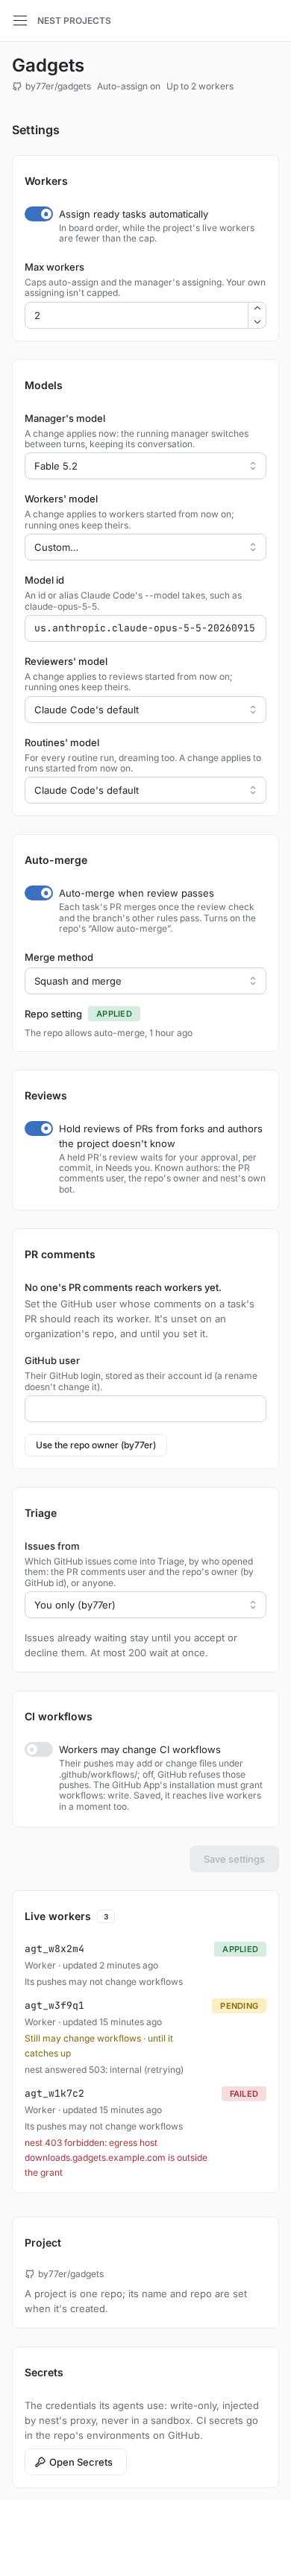 NEST PROJECTS
Gadgets
by77er/gadgets Auto-assign on Up to 2 workers
Settings
Workers
Assign ready tasks automatically
In board order, while the project's live workers
are fewer than the cap.
Max workers
Caps auto-assign and the manager's assigning. Your own
assigning isn't capped.
2
Models
Manager's model
A change applies now: the running manager switches
between turns, keeping its conversation.
Fable 5.2
Workers' model
A change applies to workers started from now on;
running ones keep theirs.
Custom...
Model id
An id or alias Claude Code's --model takes, such as
claude-opus-5-5.
us.anthropic.claude-opus-5-5-20260915
Reviewers' model
A change applies to reviews started from now on;
running ones keep theirs.
Claude Code's default
Routines' model
For every routine run, dreaming too. A change applies to
runs started from now on.
Claude Code's default
Auto-merge
Auto-merge when review passes
Each task's PR merges once the review check
and the branch's other rules pass. Turns on the
repo's “Allow auto-merge”.
Merge method
Squash and merge
Repo setting APPLIED
The repo allows auto-merge, 1 hour ago
Reviews
Hold reviews of PRs from forks and authors
the project doesn't know
A held PR's review waits for your approval, per
commit, in Needs you. Known authors: the PR
comments user, the repo's owner and nest's own
bot.
PR comments
No one's PR comments reach workers yet.
Set the GitHub user whose comments on a task's
PR should reach its worker. It's unset on an
organization's repo, and until you set it.
GitHub user
Their GitHub login, stored as their account id (a rename
doesn't change it).
Use the repo owner (by77er)
Triage
Issues from
Which GitHub issues come into Triage, by who opened
them: the PR comments user and the repo's owner (by
GitHub id), or anyone.
You only (by77er)
Issues already waiting stay until you accept or
decline them. At most 200 wait at once.
CI workflows
Workers may change CI workflows
Their pushes may add or change files under
.github/workflows/; off, GitHub refuses those
pushes. The GitHub App's installation must grant
workflows: write. Saved, it reaches live workers
in a moment too.
Save settings
Live workers 3
agt_w8x2m4 APPLIED
Worker · updated 2 minutes ago
Its pushes may change workflows
agt_w3f9q1 PENDING
Worker · updated 15 minutes ago
Still may change workflows · until it
catches up
nest answered 503: internal (retrying)
agt_w1k7c2 FAILED
Worker · updated 15 minutes ago
Its pushes may not change workflows
nest 403 forbidden: egress host
downloads.gadgets.example.com is outside
the grant
Project
by77er/gadgets
A project is one repo; its name and repo are set
when it's created.
Secrets
The credentials its agents use: write-only, injected
by nest's proxy, never in a sandbox. CI secrets go
in the repo's environments on GitHub.
Open Secrets